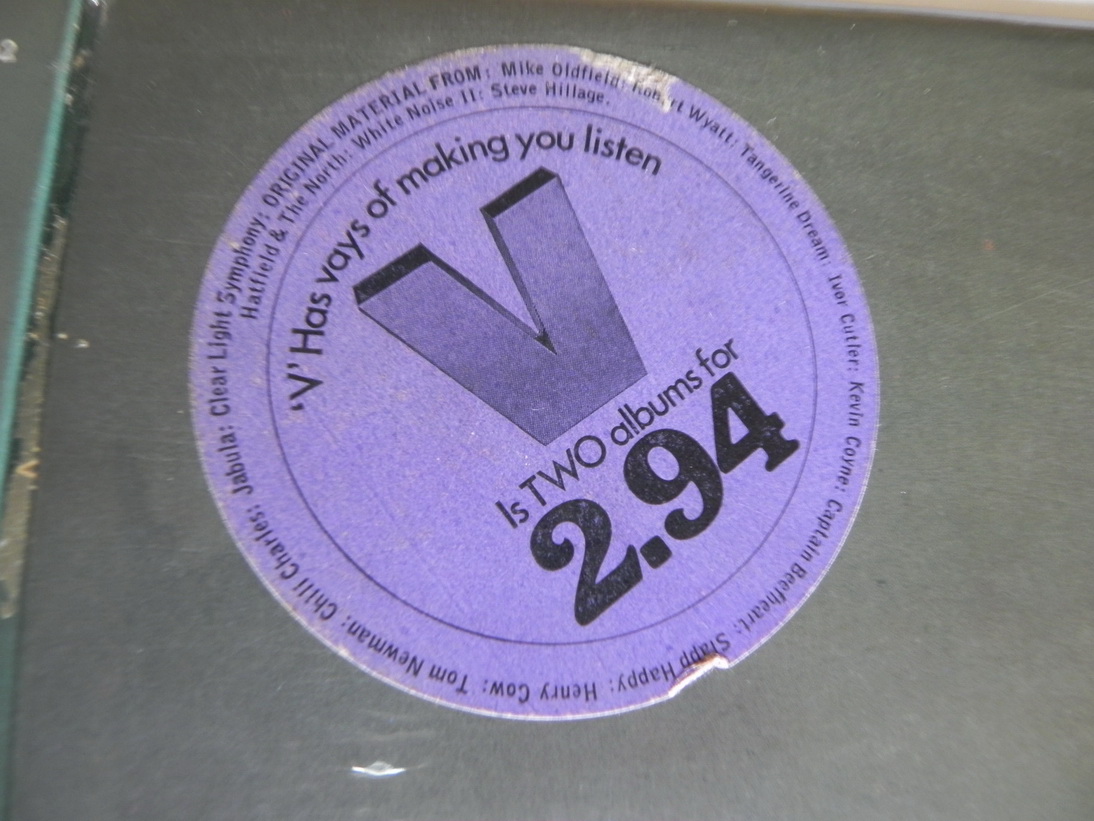 ORIGINAL MATERIAL FROM: Mike Oldfield: Robert Wyatt: Tangerine Dream: Ivor Cutler: Kevin Coyne: Captain Beefheart: Slapp Happy: Henry Cow: Tom Newman: Chili Charles: Jabula: Clear Light Symphony:
Hatfield & The North: White Noise II: Steve Hillage.
'V' Has vays of making you listen
V
Is TWO albums for
2.94